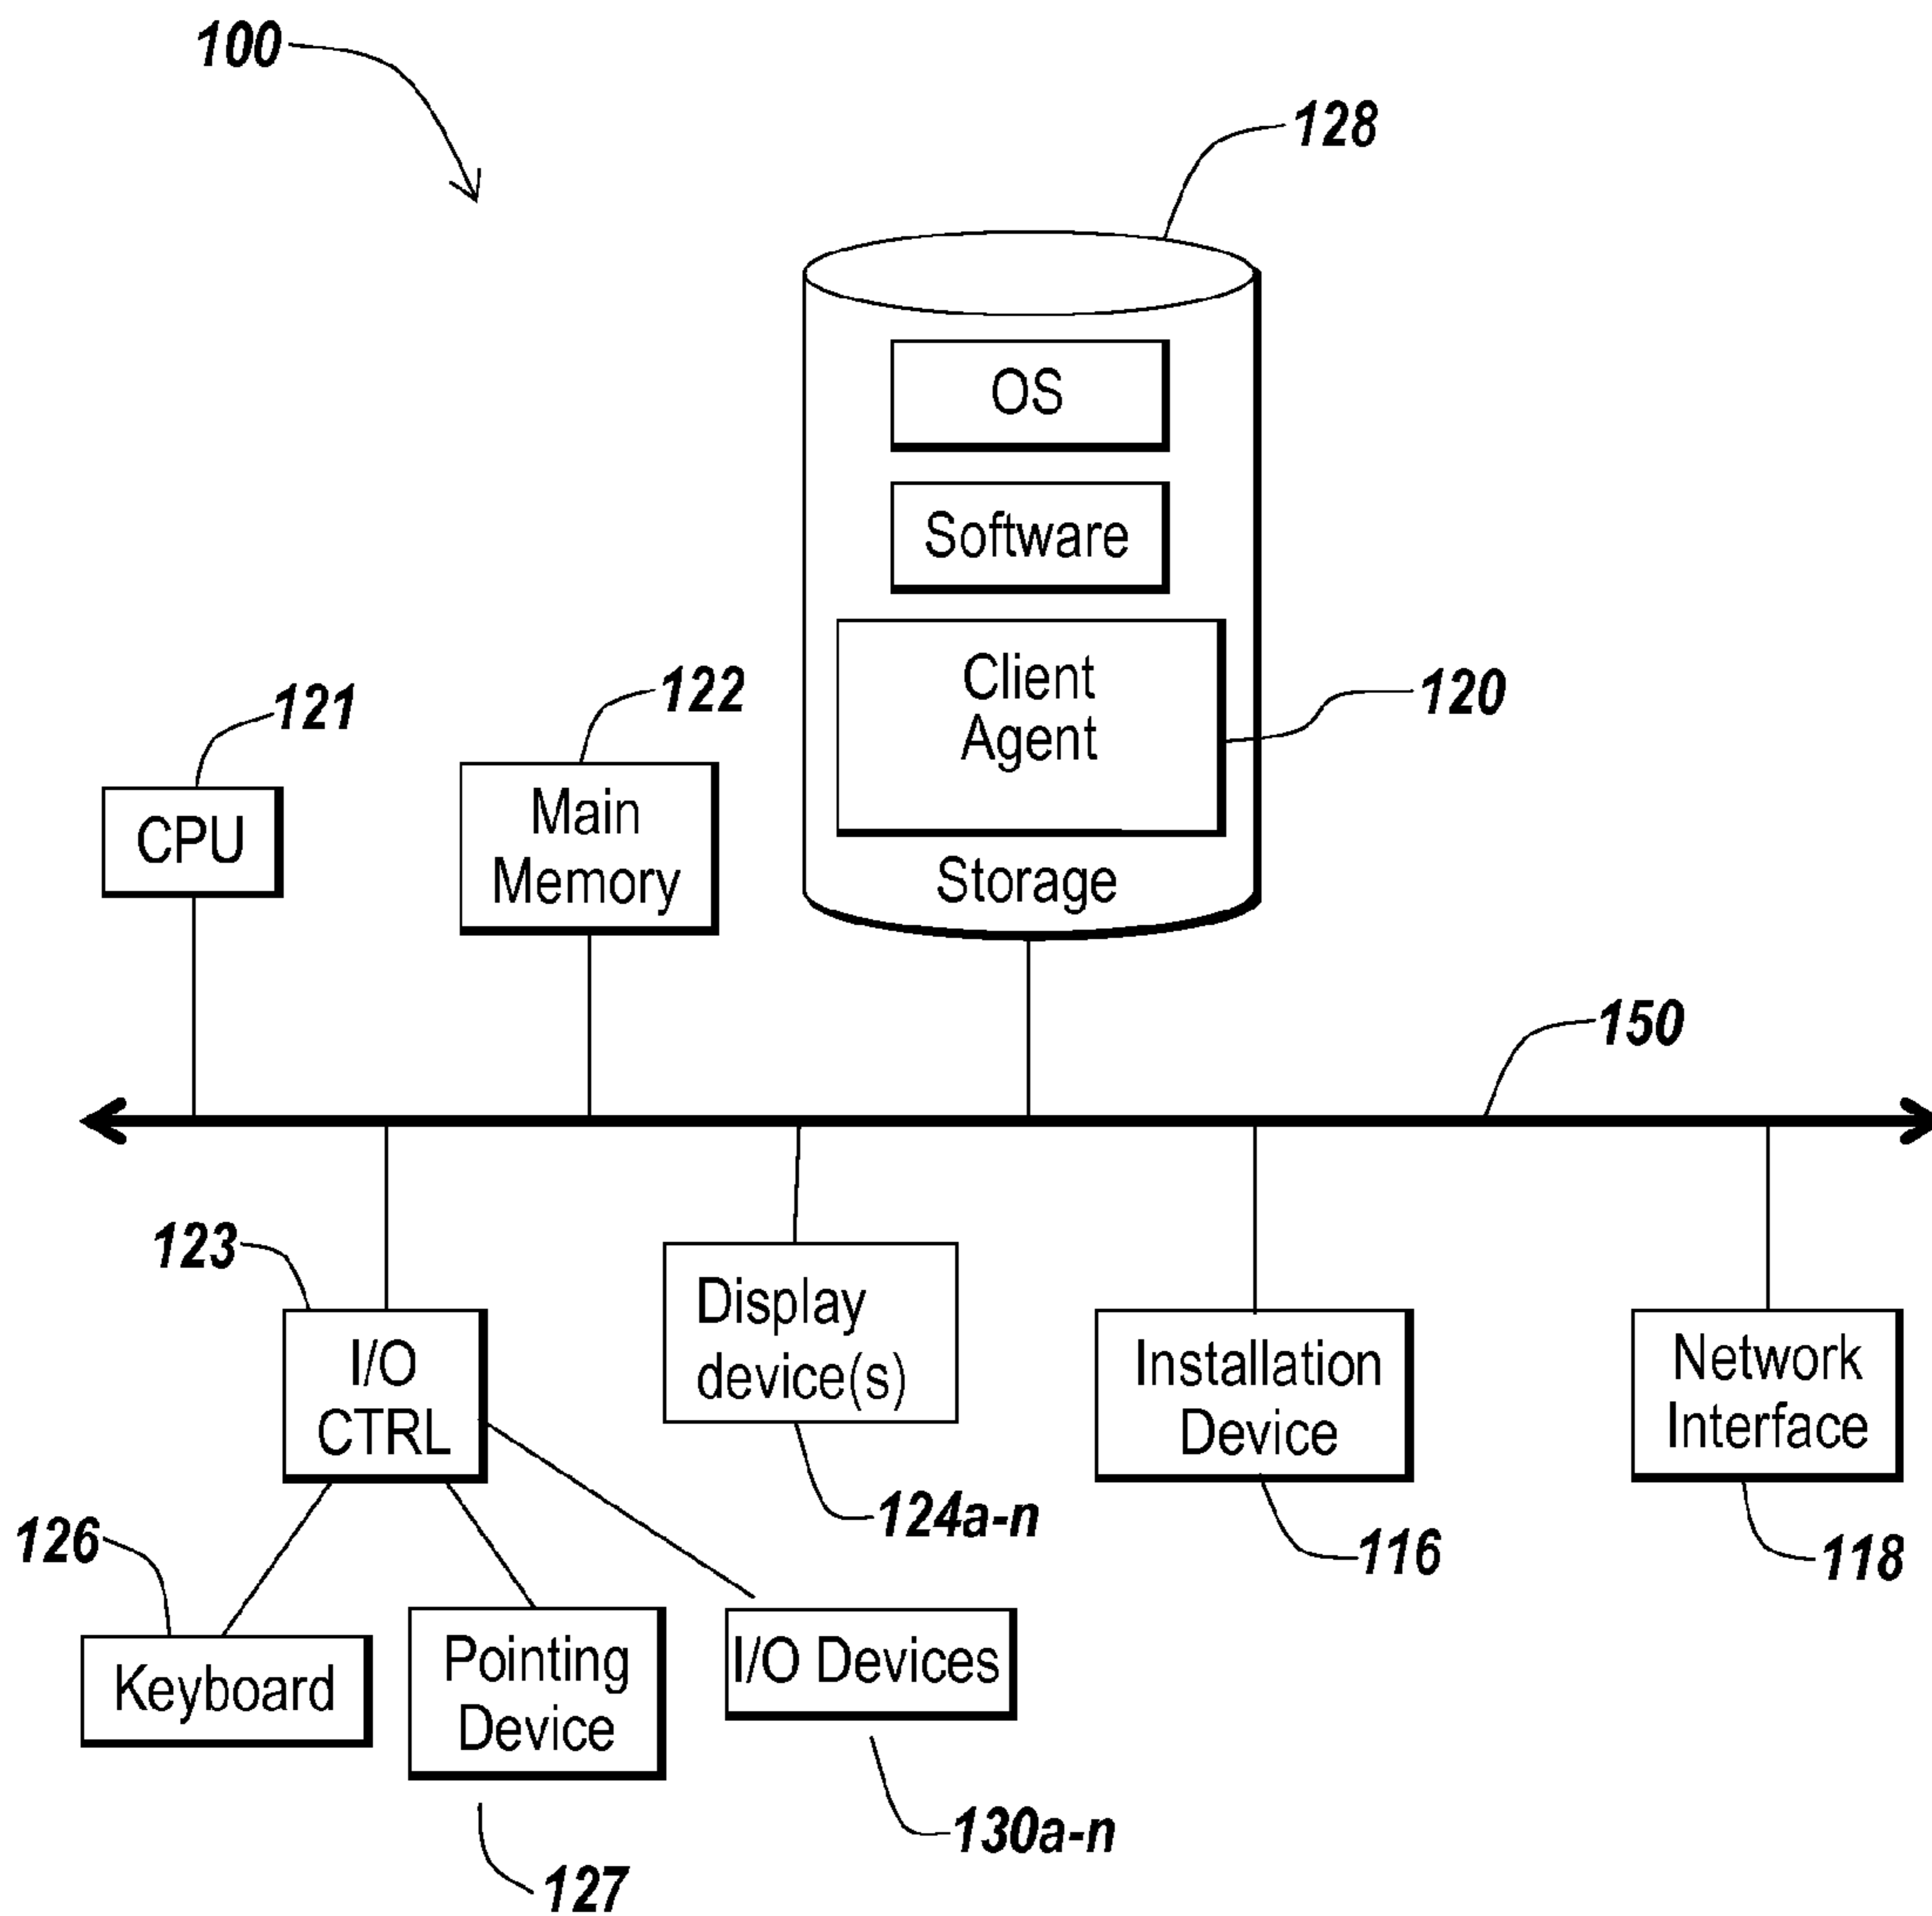 100
128
OS
Software
Client
Agent
120
Storage
121
CPU
122
Main
Memory
150
123
I/O
CTRL
Display
device(s)
124a-n
Installation
Device
116
Network
Interface
118
126
Keyboard
Pointing
Device
127
I/O Devices
130a-n